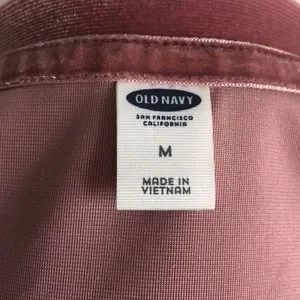 OLD NAVY
SAN FRANCISCO
CALIFORNIA
M
MADE IN
VIETNAM